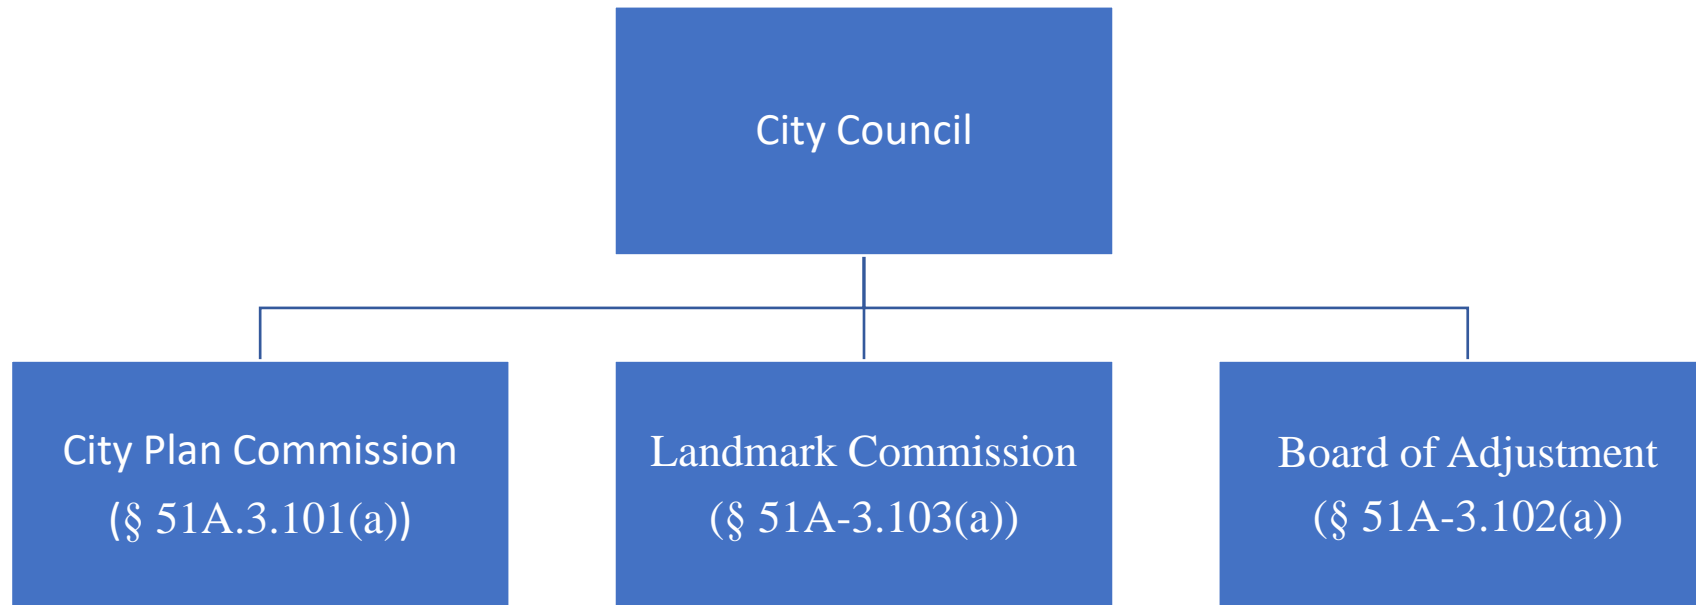 City Council
City Plan Commission
(§ 51A.3.101(a))
Landmark Commission
(§ 51A-3.103(a))
Board of Adjustment
(§ 51A-3.102(a))